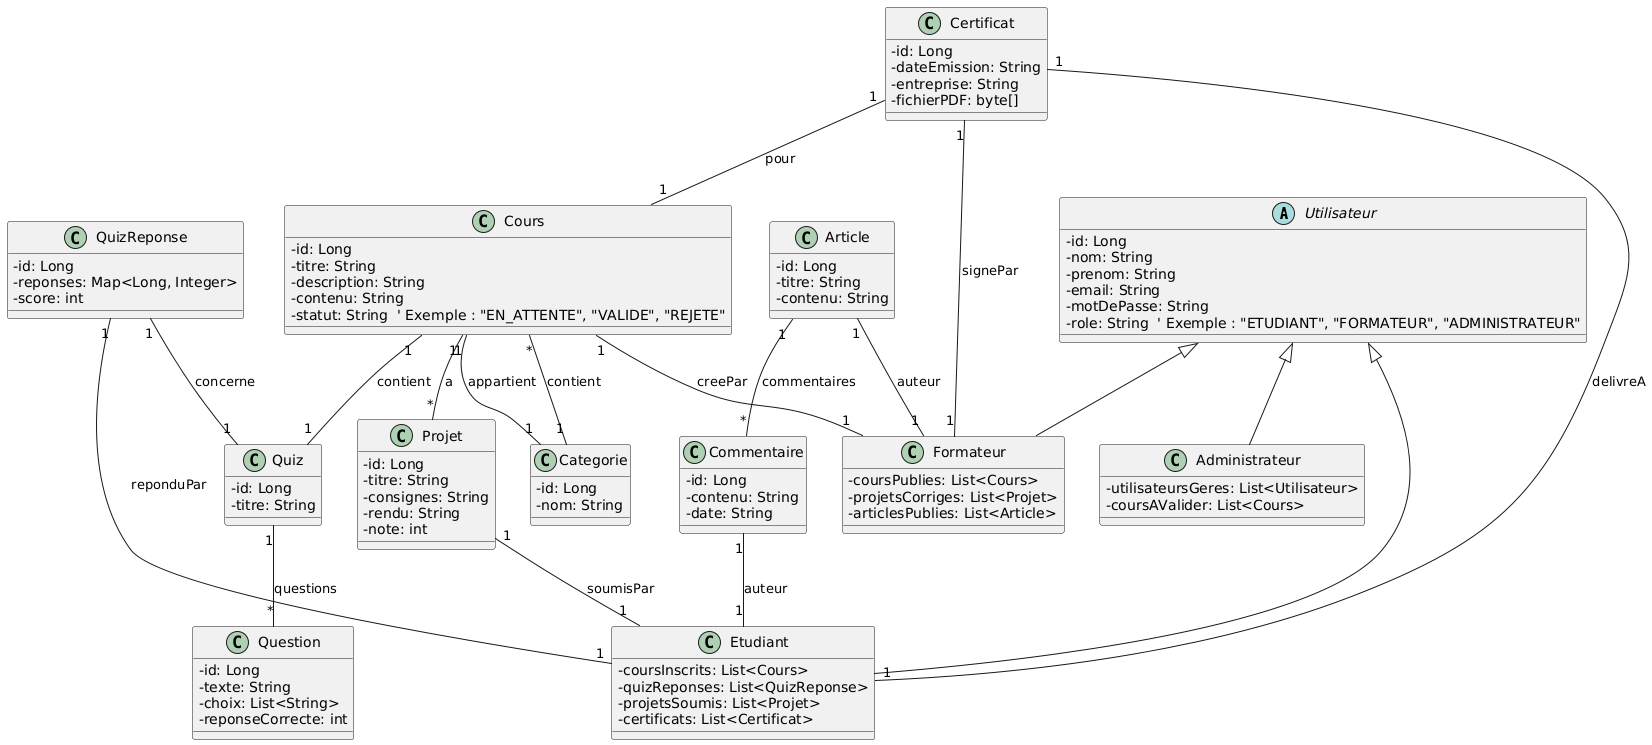 C Certificat
-id: Long
-dateEmission: String
-entreprise: String
-fichierPDF: byte[]
1
1
1
pour
1
signePar
delivreA
C QuizReponse
-id: Long
-reponses: Map<Long, Integer>
-score: int
C Cours
-id: Long
-titre: String
-description: String
-contenu: String
-statut: String ' Exemple : "EN_ATTENTE", "VALIDE", "REJETE"
C Article
-id: Long
-titre: String
-contenu: String
A Utilisateur
-id: Long
-nom: String
-prenom: String
-email: String
-motDePasse: String
-role: String ' Exemple : "ETUDIANT", "FORMATEUR", "ADMINISTRATEUR"
1
1
1
1
1
*
1
1
1
concerne
contient
a
appartient
contient
creePar
commentaires
auteur
1
1
*
1
1
*
1
1
1
C Quiz
-id: Long
-titre: String
C Projet
-id: Long
-titre: String
-consignes: String
-rendu: String
-note: int
C Categorie
-id: Long
-nom: String
C Commentaire
-id: Long
-contenu: String
-date: String
C Formateur
-coursPublies: List<Cours>
-projetsCorriges: List<Projet>
-articlesPublies: List<Article>
C Administrateur
-utilisateursGeres: List<Utilisateur>
-coursAValider: List<Cours>
reponduPar
1
1
1
questions
soumisPar
auteur
*
1
1
1
1
C Question
-id: Long
-texte: String
-choix: List<String>
-reponseCorrecte: int
C Etudiant
-coursInscrits: List<Cours>
-quizReponses: List<QuizReponse>
-projetsSoumis: List<Projet>
-certificats: List<Certificat>